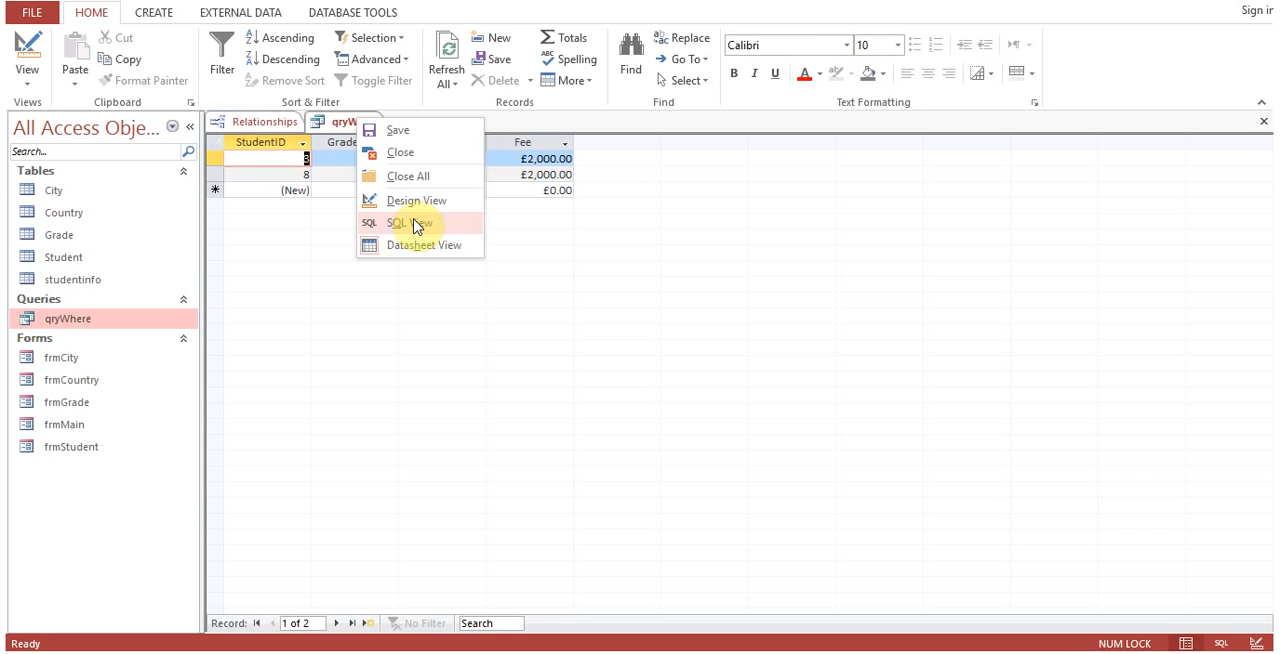 FILE HOME CREATE EXTERNAL DATA DATABASE TOOLS
Sign in
View
Views
Paste
Cut
Copy
Format Painter
Clipboard
Filter
Ascending
Descending
Remove Sort
Selection
Advanced
Toggle Filter
Sort & Filter
Refresh
All
New
Save
Delete
Totals
Spelling
More
Records
Find
Replace
Go To
Select
Find
Calibri 10
B I U A
ab
Text Formatting
All Access Obje...
Search...
Tables
City
Country
Grade
Student
studentinfo
Queries
qryWhere
Forms
frmCity
frmCountry
frmGrade
frmMain
frmStudent
Relationships
StudentID Grade Fee
£2,000.00
8 £2,000.00
(New) £0.00
Save
Close
Close All
Design View
SQL SQL View
Datasheet View
Record: 1 of 2 No Filter Search
Ready NUM LOCK SQL